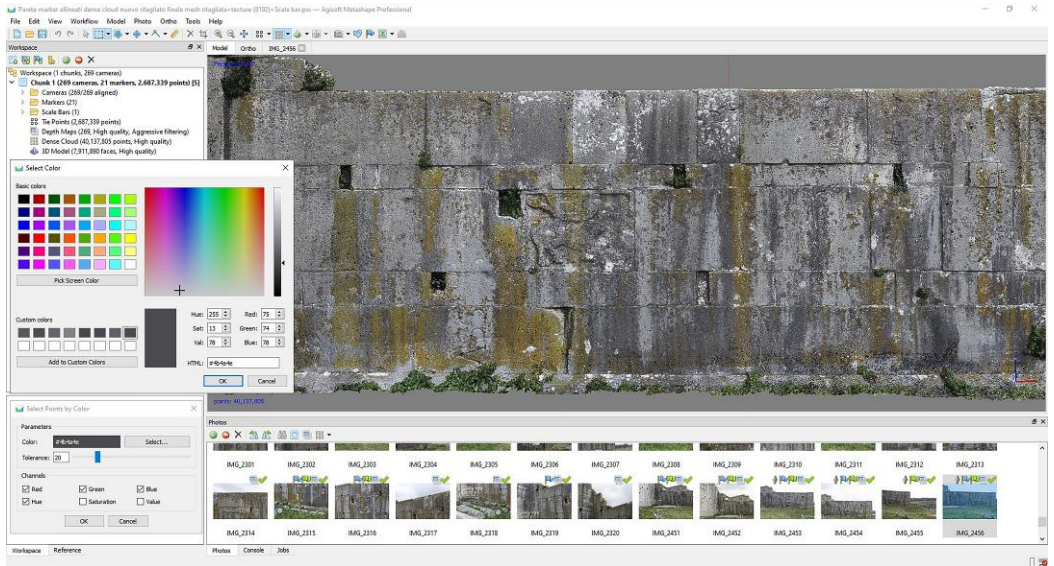 Parete marker allineati dense cloud nuovo ritagliato finale mesh ritagliata+texture (8192)+Scale bar.psx — Agisoft Metashape Professional
File Edit View Workflow Model Photo Ortho Tools Help
Workspace
Model Ortho IMG_2456
Workspace (1 chunks, 269 cameras)
Chunk 1 (269 cameras, 21 markers, 2,687,339 points) [S]
Cameras (269/269 aligned)
Markers (21)
Scale Bars (1)
Tie Points (2,687,339 points)
Depth Maps (269, High quality, Aggressive filtering)
Dense Cloud (40,137,805 points, High quality)
3D Model (7,911,890 faces, High quality)
Select Color
Basic colors
Pick Screen Color
Custom colors
Add to Custom Colors
Hue: 255 Red: 75
Sat: 13 Green: 74
Val: 78 Blue: 78
HTML: #4b4a4e
OK Cancel
points: 40,137,805
Select Points by Color
Parameters
Color: #4b4a4e Select...
Tolerance: 20
Channels
Red Green Blue
Hue Saturation Value
OK Cancel
Photos
IMG_2301 IMG_2302 IMG_2303 IMG_2304 IMG_2305 IMG_2306 IMG_2307 IMG_2308 IMG_2309 IMG_2310 IMG_2311 IMG_2312 IMG_2313
IMG_2314 IMG_2315 IMG_2316 IMG_2317 IMG_2318 IMG_2319 IMG_2320 IMG_2451 IMG_2452 IMG_2453 IMG_2454 IMG_2455 IMG_2456
Workspace Reference
Photos Console Jobs